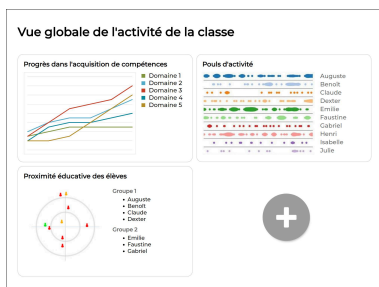 Vue globale de l'activité de la classe
Progrès dans l'acquisition de compétences
Domaine 1
Domaine 2
Domaine 3
Domaine 4
Domaine 5
Pouls d'activité
Auguste
Benoît
Claude
Dexter
Emilie
Faustine
Gabriel
Henri
Isabelle
Julie
Proximité éducative des élèves
Groupe 1
• Auguste
• Benoît
• Claude
• Dexter
Groupe 2
• Emilie
• Faustine
• Gabriel